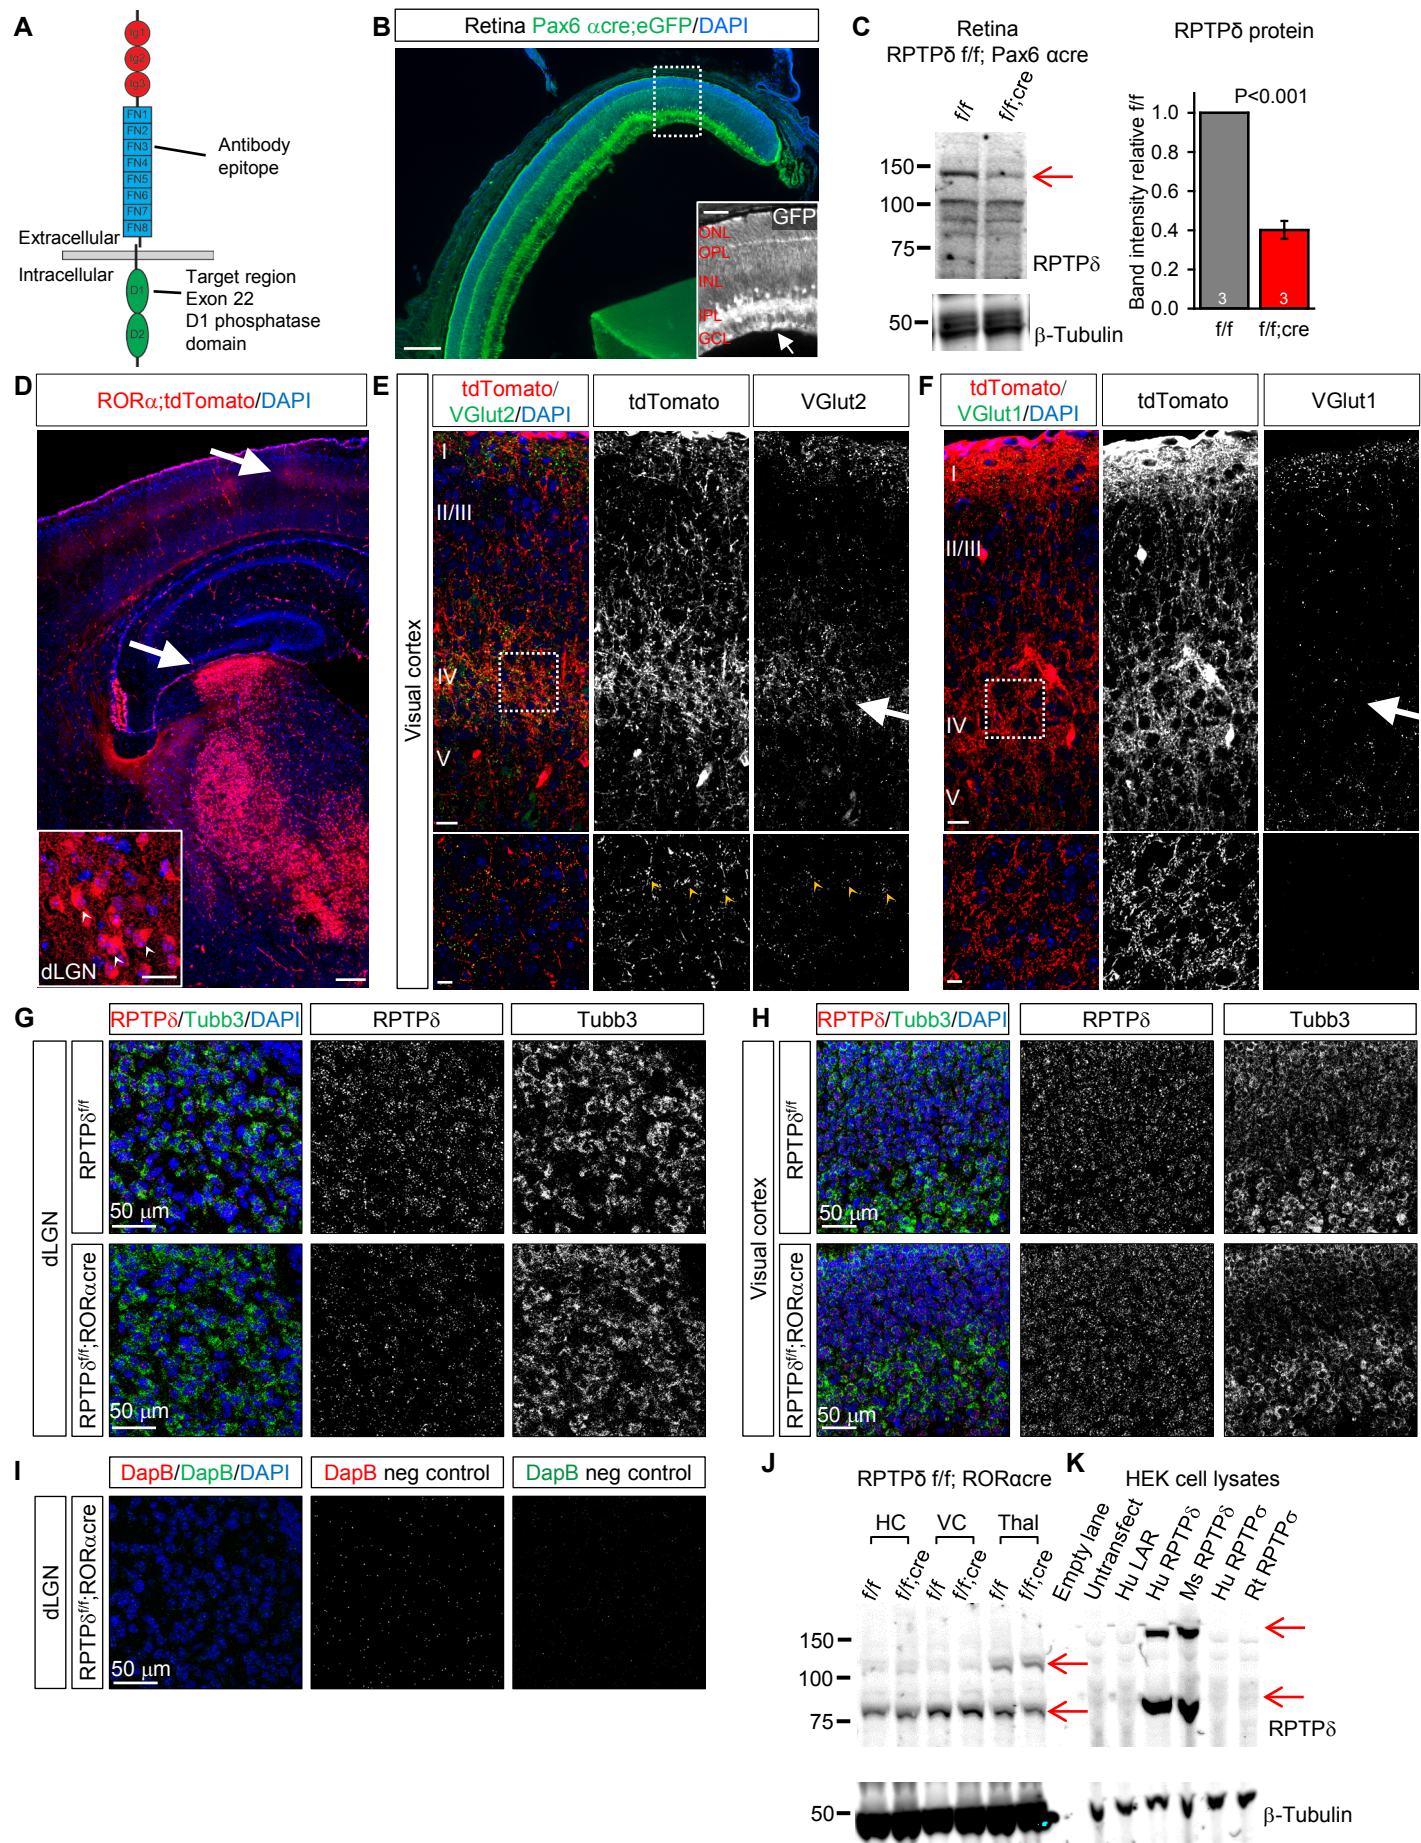 A
Ig1
Ig2
Ig3
FN1
FN2
FN3
FN4
FN5
FN6
FN7
FN8
Antibody
epitope
Extracellular
Intracellular
D1
D2
Target region
Exon 22
D1 phosphatase
domain
B
Retina Pax6 αcre;eGFP/DAPI
GFP
ONL
OPL
INL
IPL
GCL
C
Retina
RPTPδ f/f; Pax6 αcre
f/f
f/f;cre
150
100
75
RPTPδ
50
β-Tubulin
RPTPδ protein
P<0.001
Band intensity relative f/f
1.0
0.8
0.6
0.4
0.2
0.0
3
3
f/f
f/f;cre
D
RORα;tdTomato/DAPI
dLGN
E
tdTomato/
VGlut2/DAPI
tdTomato
VGlut2
Visual cortex
I
II/III
IV
V
F
tdTomato/
VGlut1/DAPI
tdTomato
VGlut1
I
II/III
IV
V
G
RPTPδ/Tubb3/DAPI
RPTPδ
Tubb3
dLGN
RPTPδf/f
50 μm
RPTPδf/f;RORαcre
50 μm
H
RPTPδ/Tubb3/DAPI
RPTPδ
Tubb3
Visual cortex
RPTPδf/f
50 μm
RPTPδf/f;RORαcre
50 μm
I
DapB/DapB/DAPI
DapB neg control
DapB neg control
dLGN
RPTPδf/f;RORαcre
50 μm
J
RPTPδ f/f; RORαcre
HC
VC
Thal
f/f
f/f;cre
f/f
f/f;cre
f/f
f/f;cre
150
100
75
50
K
HEK cell lysates
Empty lane
Untransfect
Hu LAR
Hu RPTPδ
Ms RPTPδ
Hu RPTPσ
Rt RPTPσ
RPTPδ
β-Tubulin